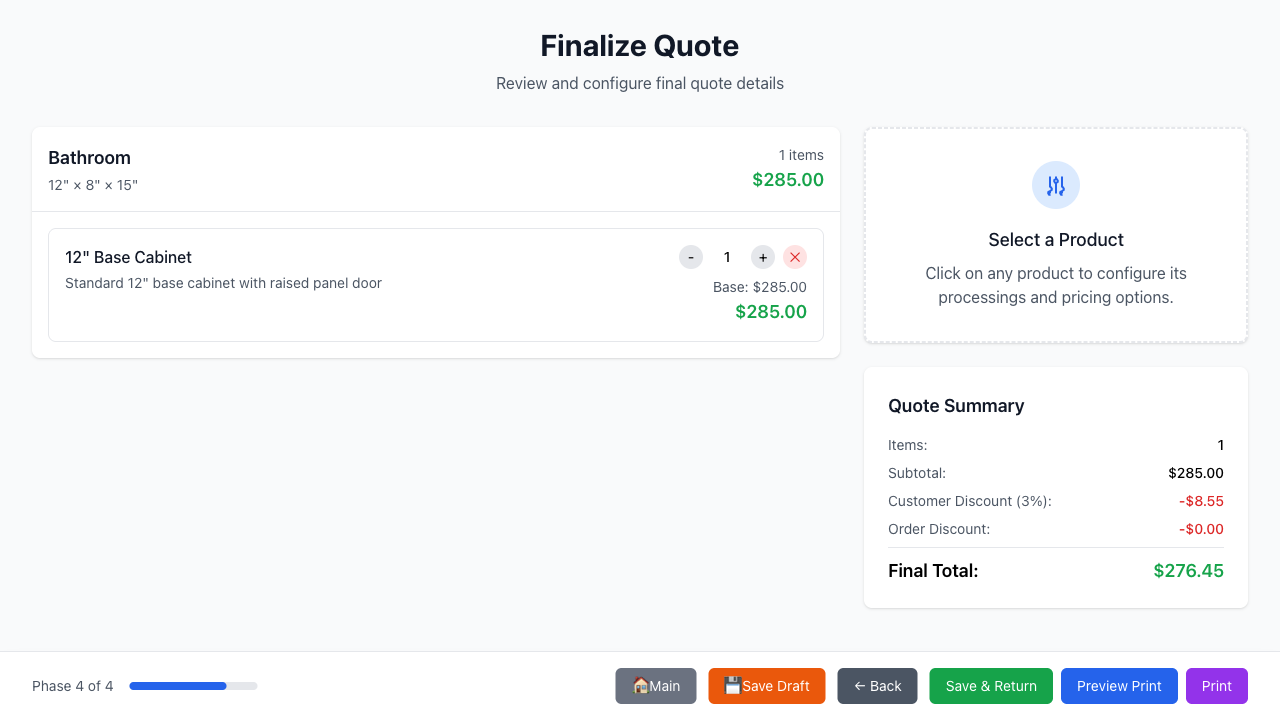 Finalize Quote
Review and configure final quote details
Bathroom
1 items
12" × 8" × 15"
$285.00
12" Base Cabinet
- 1 +
Standard 12" base cabinet with raised panel door
Base: $285.00
$285.00
Select a Product
Click on any product to configure its
processings and pricing options.
Quote Summary
Items: 1
Subtotal: $285.00
Customer Discount (3%): -$8.55
Order Discount: -$0.00
Final Total: $276.45
Phase 4 of 4
🏠Main
💾Save Draft
← Back
Save & Return
Preview Print
Print